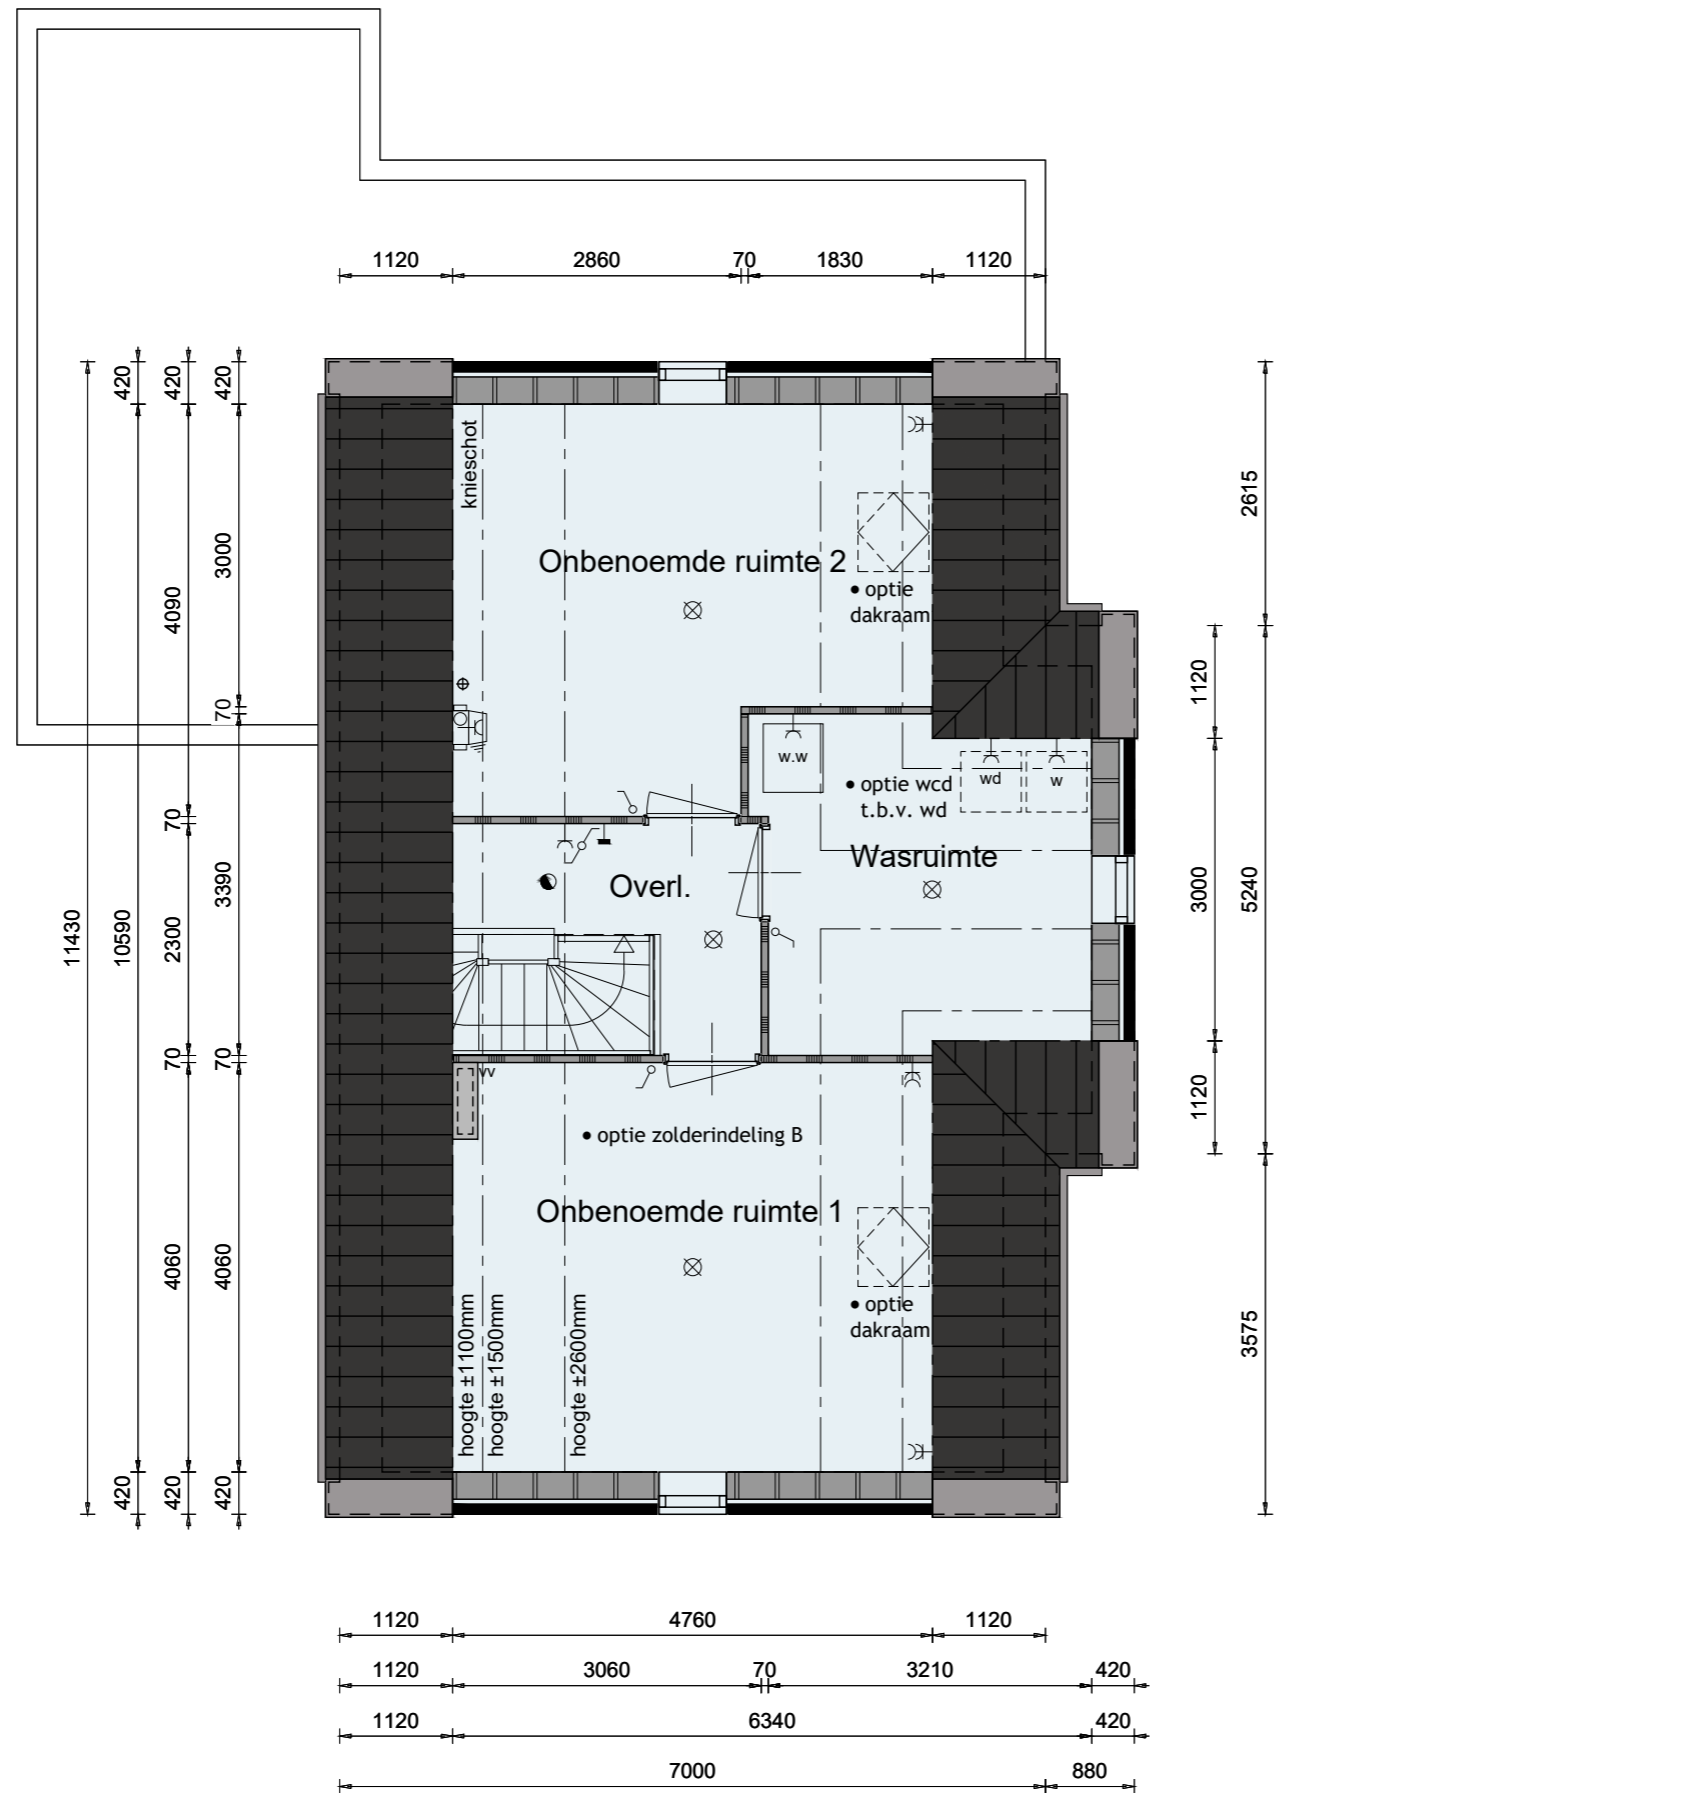 1120 2860 70 1830 1120
420 420 420
knieschot
2615
3000
4090
Onbenoemde ruimte 2
• optie
dakraam
1120
70
w.w
wd
w
• optie wcd
t.b.v. wd
70
Wasruimte
Overl.
11430
10590
2300
3390
3000
5240
70
70
vv
1120
• optie zolderindeling B
Onbenoemde ruimte 1
4060
4060
• optie
dakraam
3575
hoogte ±1100mm
hoogte ±1500mm
hoogte ±2600mm
420 420 420
1120 4760 1120
1120 3060 70 3210 420
1120 6340 420
7000 880